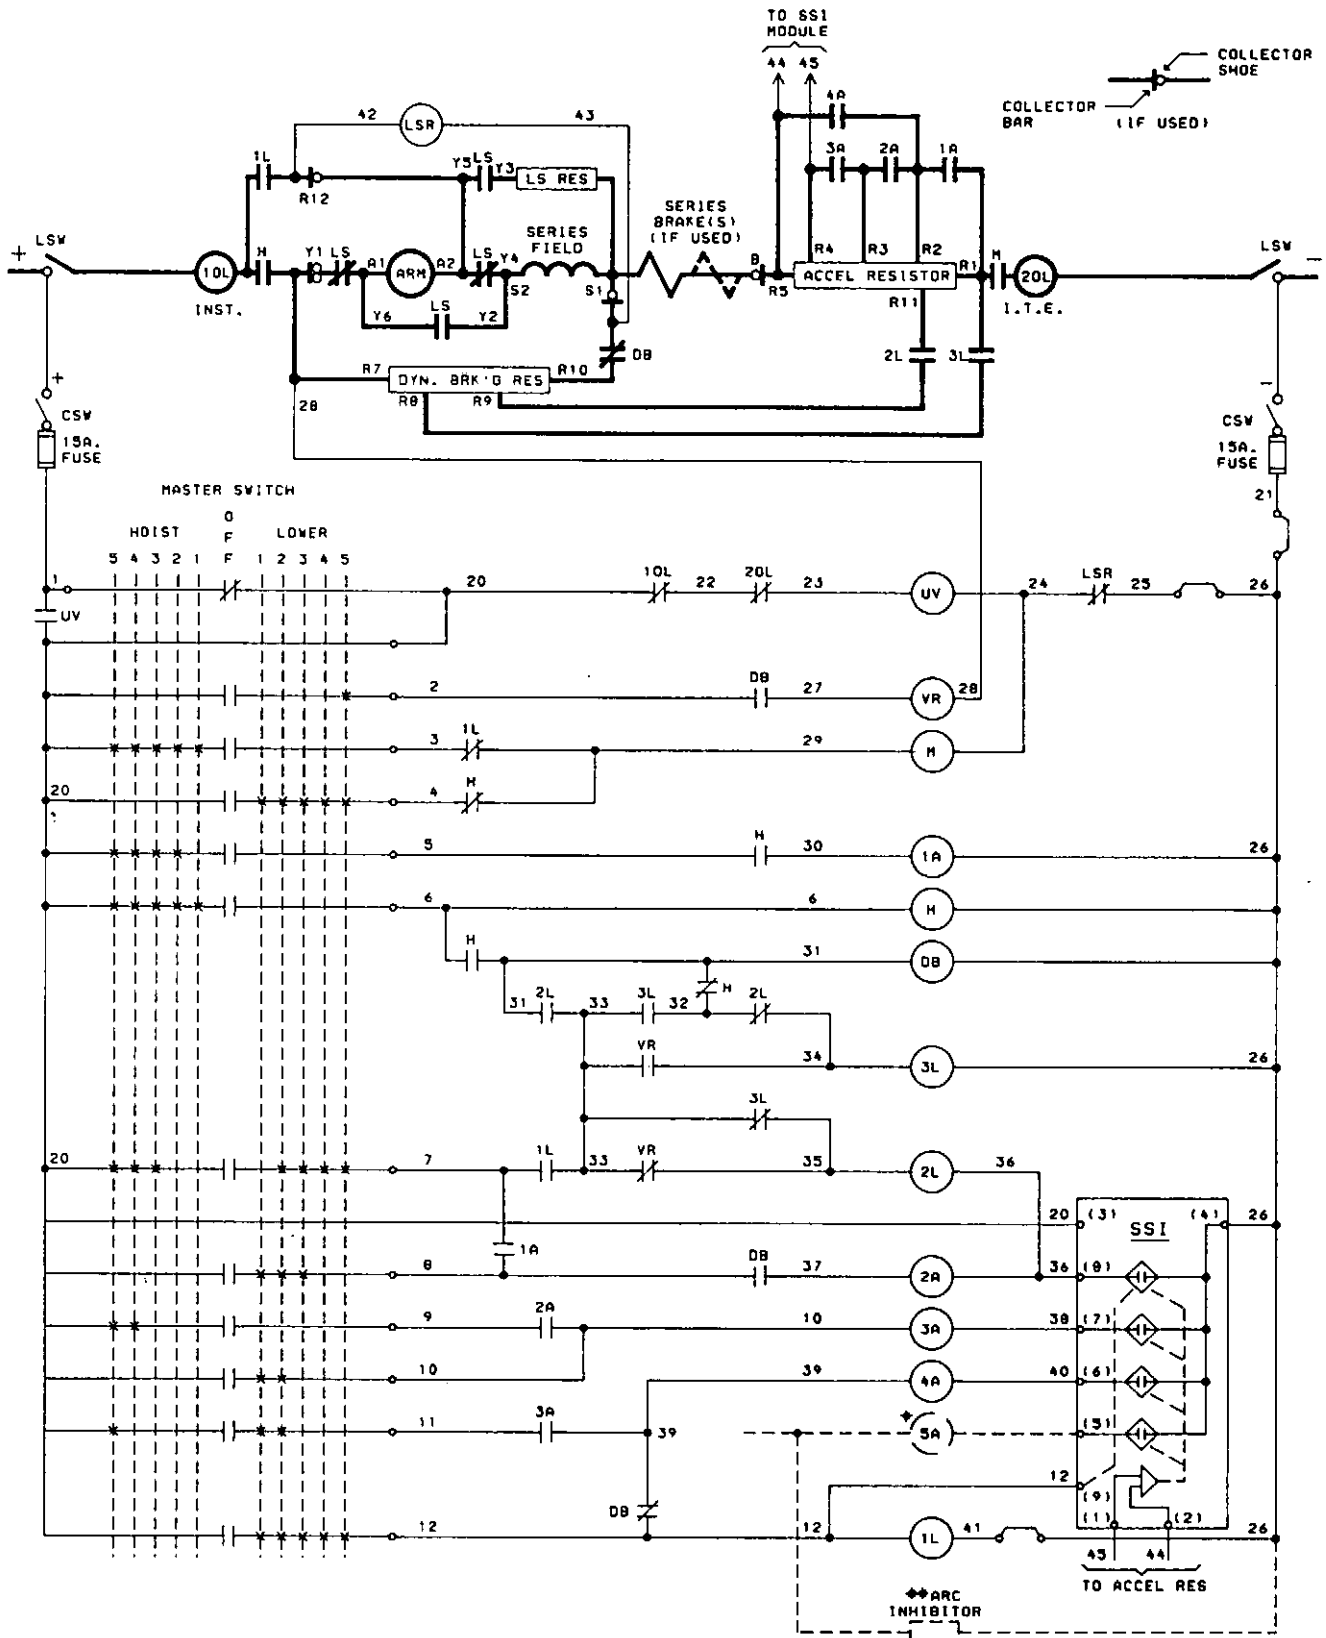 TO SSI
MODULE
44 45
COLLECTOR
SHOE
COLLECTOR
BAR
(IF USED)
4A
42 LSR 43
3A 2A 1A
1L
Y5 LS Y3 LS RES
R12
SERIES
BRAKE(S)
(IF USED)
SERIES
FIELD
+ LSW
LSW −
H Y1 LS A1 ARM A2 LS Y4
R4 R3 R2 R1 M
10L
INST.
S2 S1 B R5 ACCEL RESISTOR
20L
I.T.E.
R11
Y6 LS Y2
DB
2L 3L
R7 DYN. BRK'G RES R10
R8 R9
28
+
−
CSW
15A.
FUSE
CSW
15A.
FUSE
21
MASTER SWITCH
HOIST OFF LOWER
5 4 3 2 1 1 2 3 4 5
1 20 10L 22 20L 23 UV 24 LSR 25 26
UV
2 DB 27 VR 28
3 1L 29 M
20 4 H
5 H 30 1A 26
6 6 H
H 31 DB
H
31 2L 33 3L 32 2L
VR 34 3L 26
3L
20 7 1L 33 VR 35 2L 36
20 (3) SSI (4) 26
1A
8 DB 37 2A 36 (8)
9 2A 10 3A 38 (7)
10 39 4A 40 (6)
11 3A 39 * 5A (5)
12 (9)
DB
(1) (2)
12 12 1L 41 26
45 44
TO ACCEL RES
**ARC
INHIBITOR